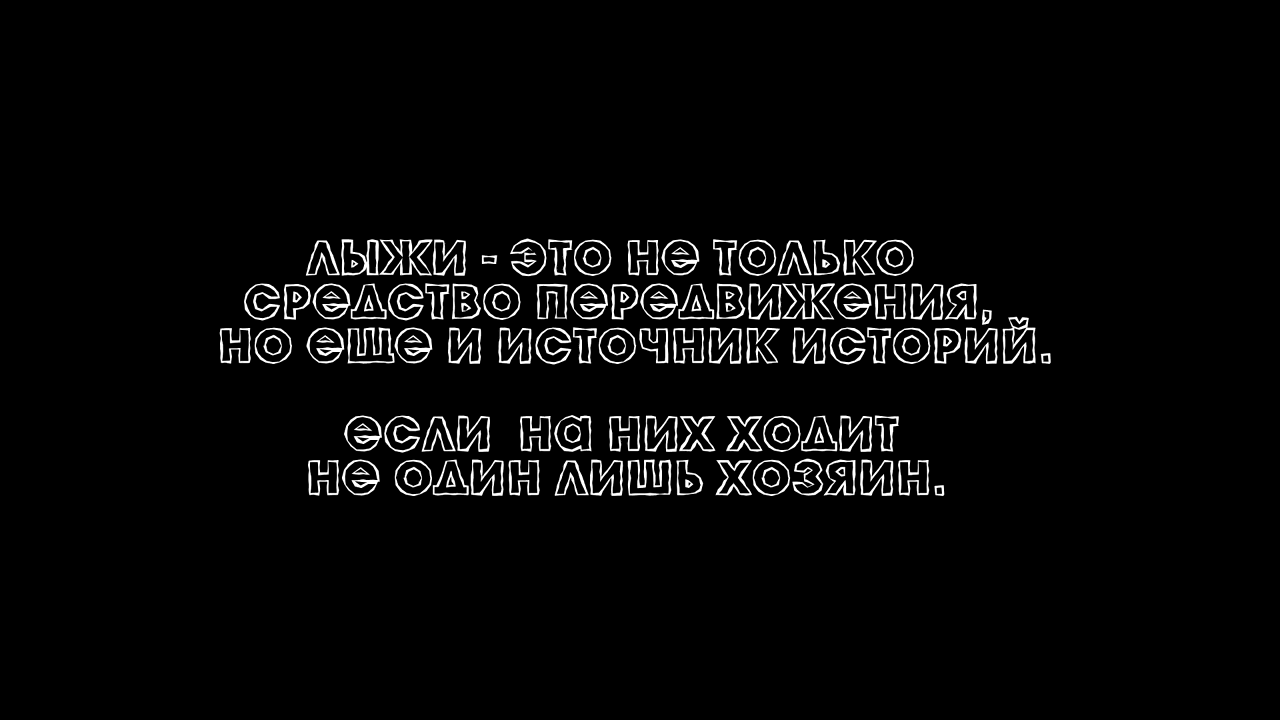 ЛЫЖИ - ЭТО НЕ ТОЛЬКО
СРЕДСТВО ПЕРЕДВИЖЕНИЯ,
НО ЕЩЕ И ИСТОЧНИК ИСТОРИЙ.
ЕСЛИ НА НИХ ХОДИТ
НЕ ОДИН ЛИШЬ ХОЗЯИН.